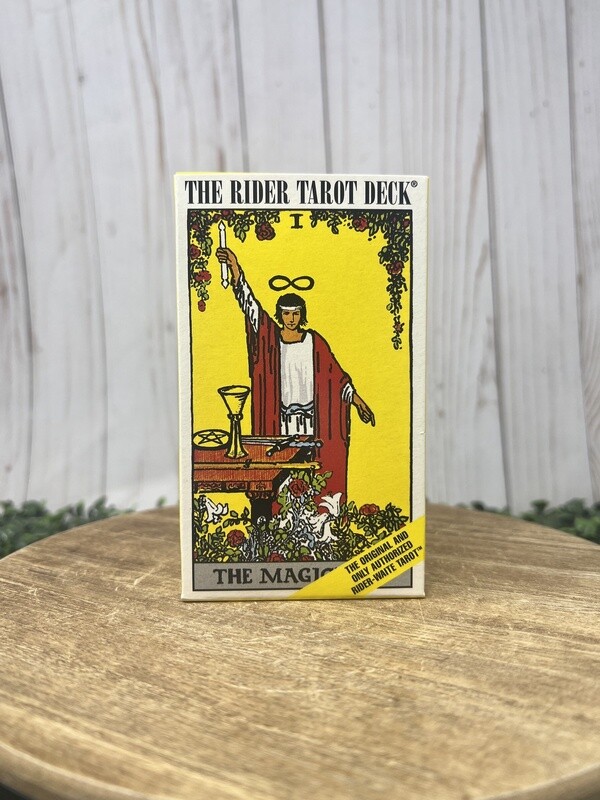 THE RIDER TAROT DECK®
I
THE MAGIC
THE ORIGINAL AND
ONLY AUTHORIZED
RIDER-WAITE TAROT™